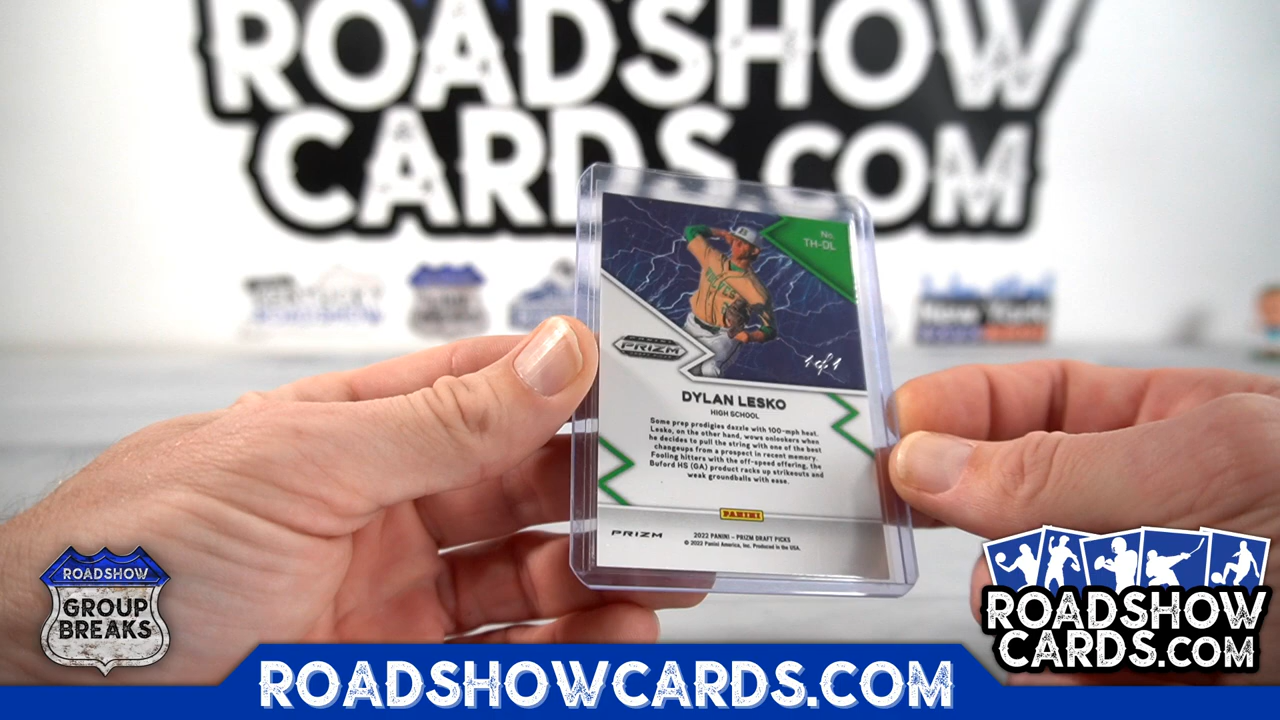 ROADSHOW
CARDS.COM
No.
TH-DL
PRIZM
1 of 1
DYLAN LESKO
HIGH SCHOOL
Some prep prodigies dazzle with 100-mph heat.
Lesko, on the other hand, wows onlookers when
he decides to pull the string with one of the best
changeups from a prospect in recent memory.
Fooling hitters with the off-speed offering, the
Buford HS (GA) product racks up strikeouts and
weak groundballs with ease.
PANINI
PRIZM
2022 PANINI – PRIZM DRAFT PICKS
© 2022 Panini America, Inc. Produced in the USA.
ROADSHOW
GROUP
BREAKS
ROADSHOWCARDS.COM
ROADSHOW
CARDS.COM